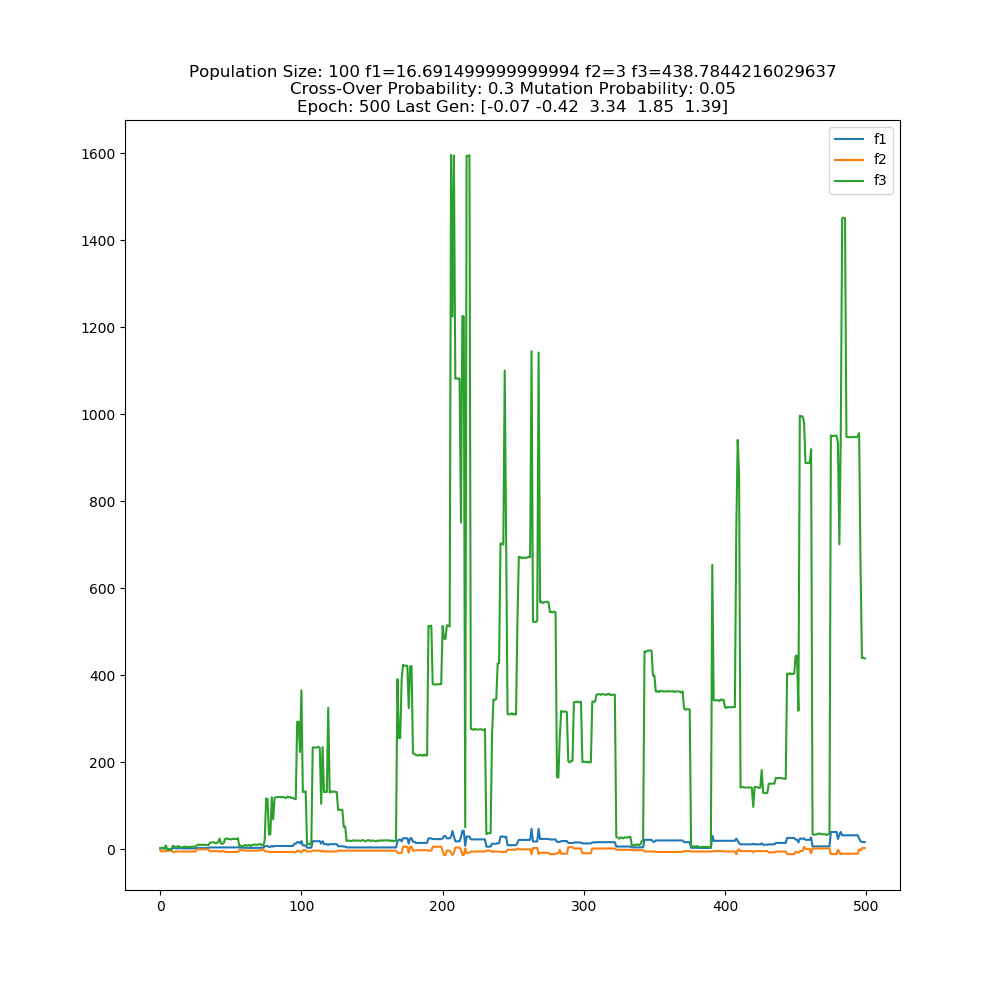 Population Size: 100 f1=16.691499999999994 f2=3 f3=438.7844216029637
Cross-Over Probability: 0.3 Mutation Probability: 0.05
Epoch: 500 Last Gen: [-0.07 -0.42  3.34  1.85  1.39]
f1
f2
f3
1600
1400
1200
1000
800
600
400
200
0
0 100 200 300 400 500